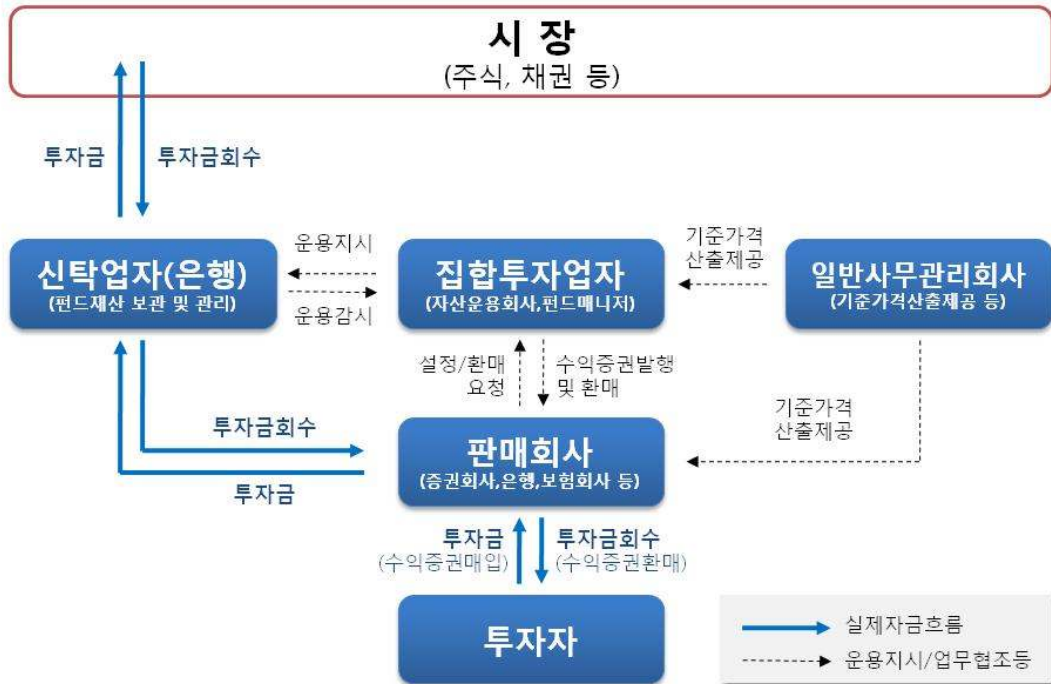 시 장
(주식, 채권 등)
투자금
투자금회수
신탁업자(은행)
(펀드재산 보관 및 관리)
운용지시
운용감시
집합투자업자
(자산운용회사,펀드매니저)
기준가격
산출제공
일반사무관리회사
(기준가격산출제공 등)
설정/환매
요청
수익증권발행
및 환매
기준가격
산출제공
투자금회수
투자금
판매회사
(증권회사,은행,보험회사 등)
투자금
(수익증권매입)
투자금회수
(수익증권환매)
투자자
실제자금흐름
운용지시/업무협조등